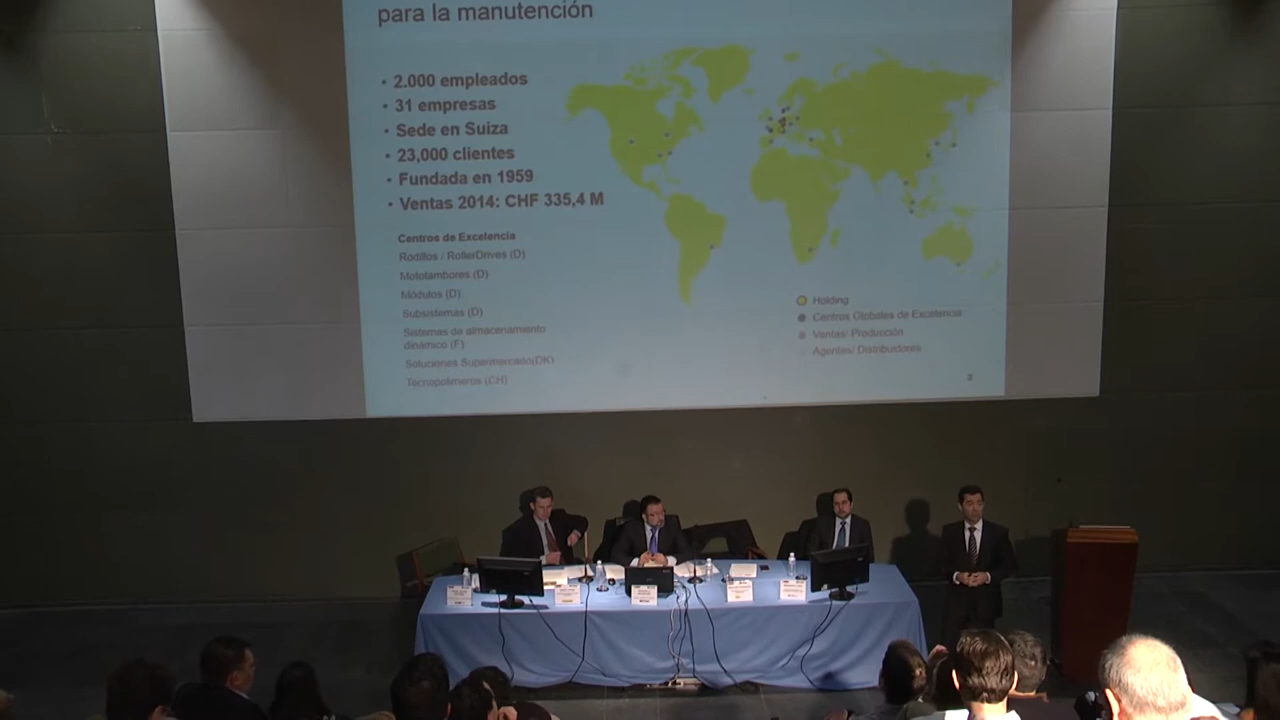 para la manutención
• 2.000 empleados
• 31 empresas
• Sede en Suiza
• 23,000 clientes
• Fundada en 1959
• Ventas 2014: CHF 335,4 M
Centros de Excelencia
Rodillos / RollerDrives (D)
Mototambores (D)
Módulos (D)
Subsistemas (D)
Sistemas de almacenamiento
dinámico (F)
Soluciones Supermercado(DK)
Tecnopolímeros (CH)
Holding
Centros Globales de Excelencia
Ventas/ Producción
Agentes/ Distribuidores